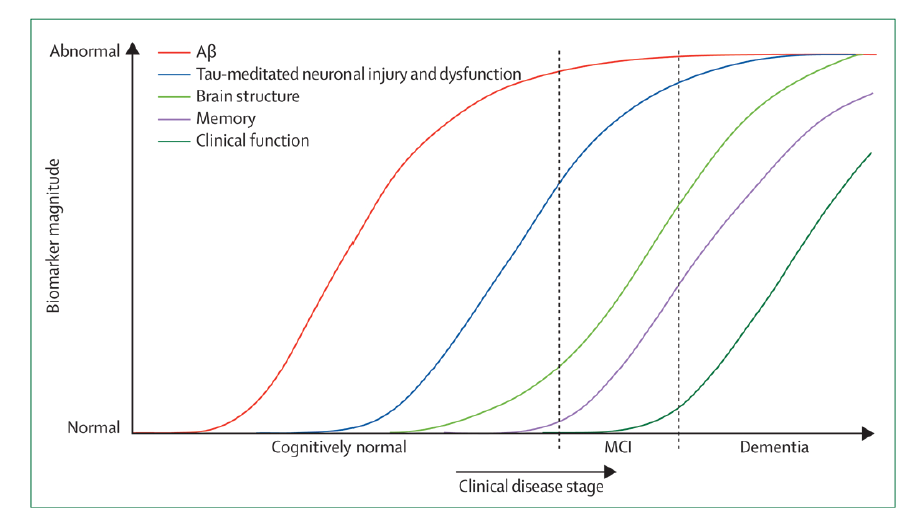 Abnormal
Aβ
Tau-meditated neuronal injury and dysfunction
Brain structure
Memory
Clinical function
Biomarker magnitude
Normal
Cognitively normal
MCI
Dementia
Clinical disease stage